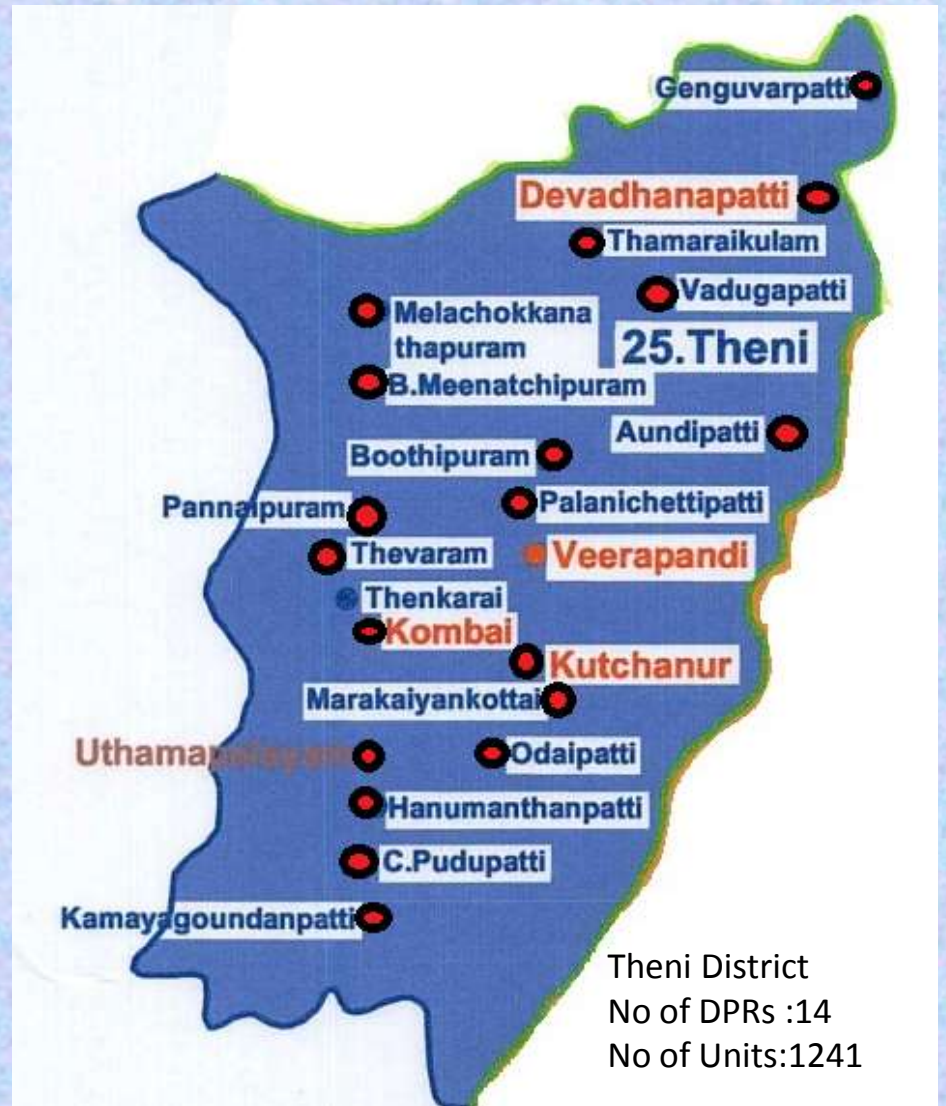 Genguvarpatti
Devadhanapatti
Thamaraikulam
Vadugapatti
Melachokkana
thapuram
25.Theni
B.Meenatchipuram
Aundipatti
Boothipuram
Pannaipuram
Palanichettipatti
Thevaram
Veerapandi
Thenkarai
Kombai
Kutchanur
Marakaiyankottai
Uthamapalayam
Odaipatti
Hanumanthanpatti
C.Pudupatti
Kamayagoundanpatti
Theni District
No of DPRs :14
No of Units:1241